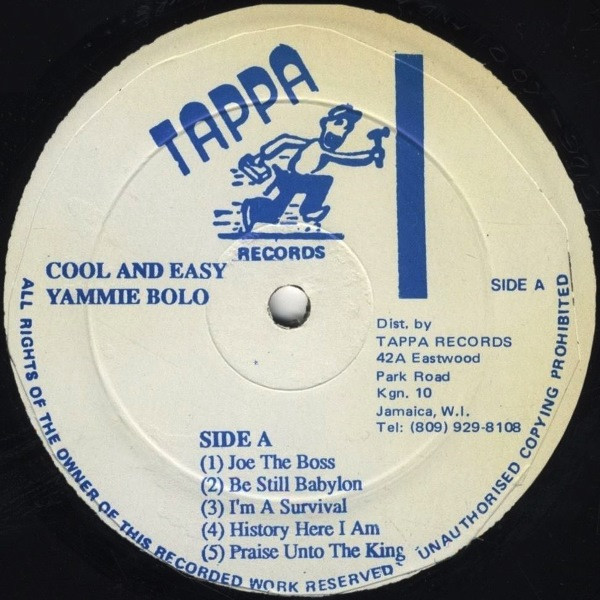 TAPPA
RECORDS
COOL AND EASY
YAMMIE BOLO
SIDE A
Dist. by
TAPPA RECORDS
42A Eastwood
Park Road
Kgn. 10
Jamaica, W.I.
Tel: (809) 929-8108
SIDE A
(1) Joe The Boss
(2) Be Still Babylon
(3) I'm A Survival
(4) History Here I Am
(5) Praise Unto The King
ALL RIGHTS OF THE OWNER OF THIS RECORDED WORK RESERVED UNAUTHORISED COPYING PROHIBITED